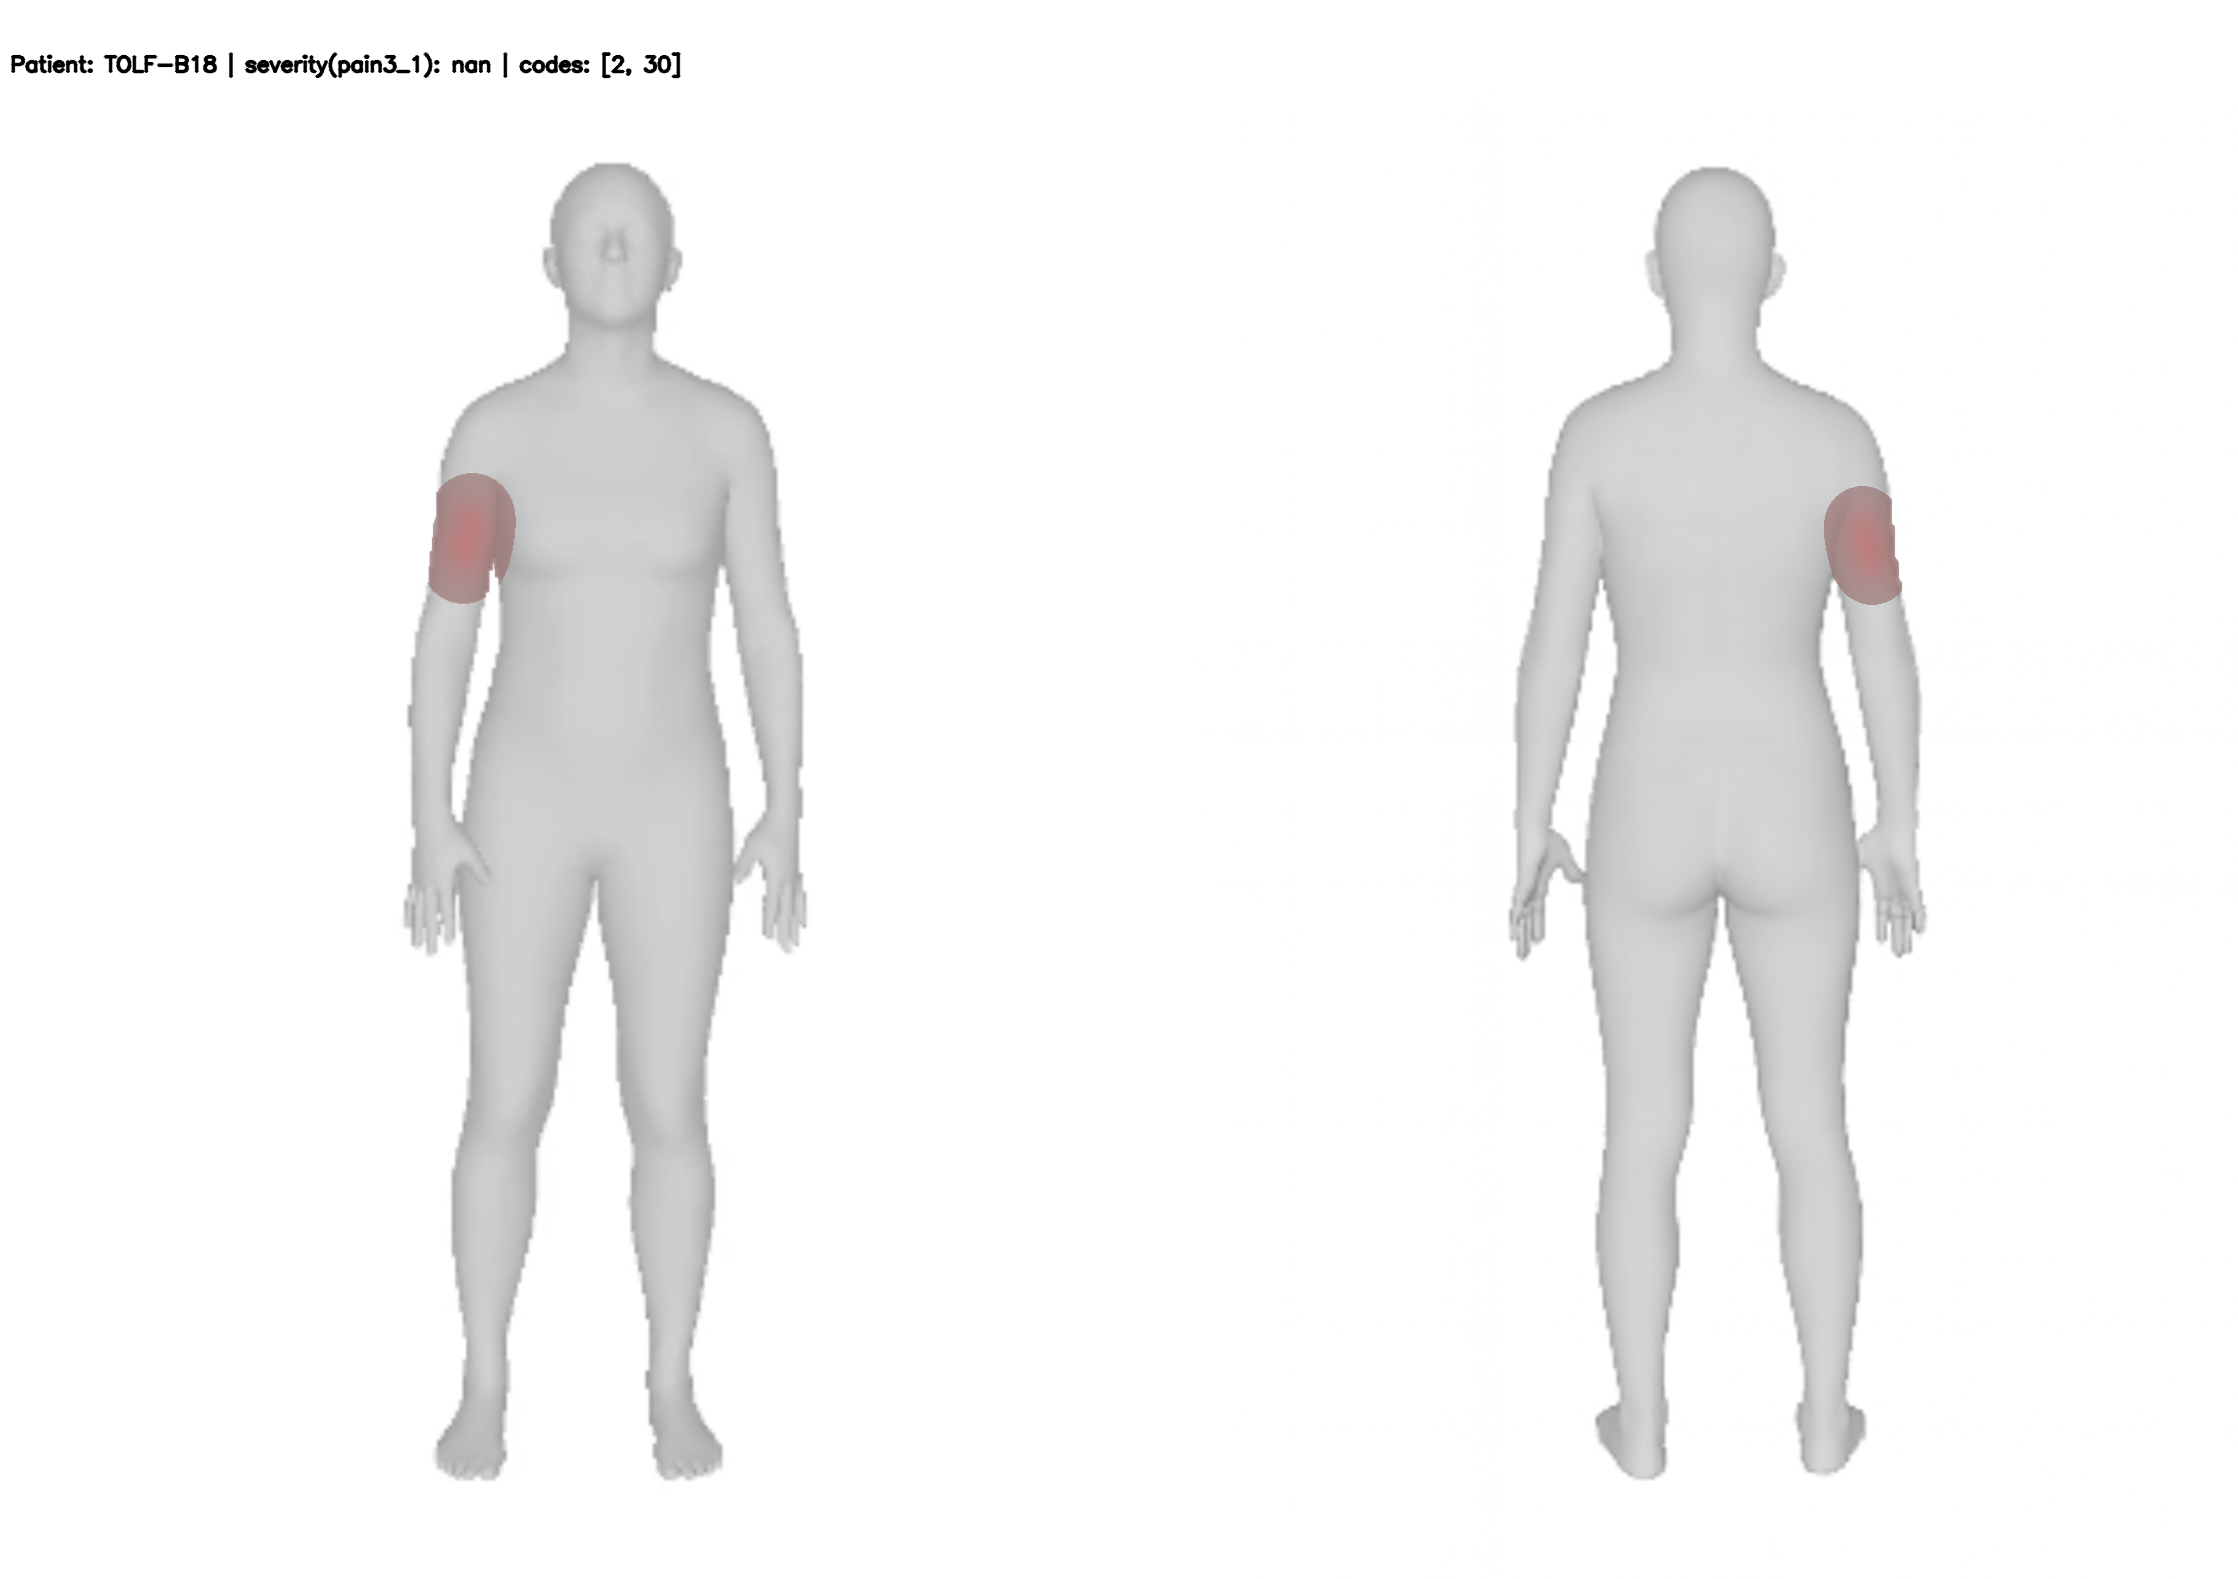 Patient: TOLF-B18 | severity(pain3_1): nan | codes: [2, 30]